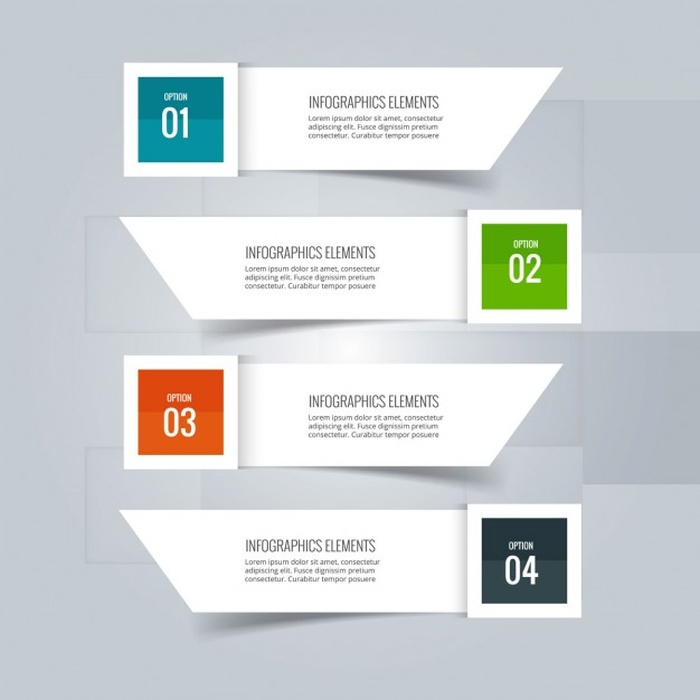 OPTION
01
INFOGRAPHICS ELEMENTS
Lorem ipsum dolor sit amet, consectetur
adipiscing elit. Fusce dignissim pretium
consectetur. Curabitur tempor posuere
INFOGRAPHICS ELEMENTS
Lorem ipsum dolor sit amet, consectetur
adipiscing elit. Fusce dignissim pretium
consectetur. Curabitur tempor posuere
OPTION
02
OPTION
03
INFOGRAPHICS ELEMENTS
Lorem ipsum dolor sit amet, consectetur
adipiscing elit. Fusce dignissim pretium
consectetur. Curabitur tempor posuere
INFOGRAPHICS ELEMENTS
Lorem ipsum dolor sit amet, consectetur
adipiscing elit. Fusce dignissim pretium
consectetur. Curabitur tempor posuere
OPTION
04